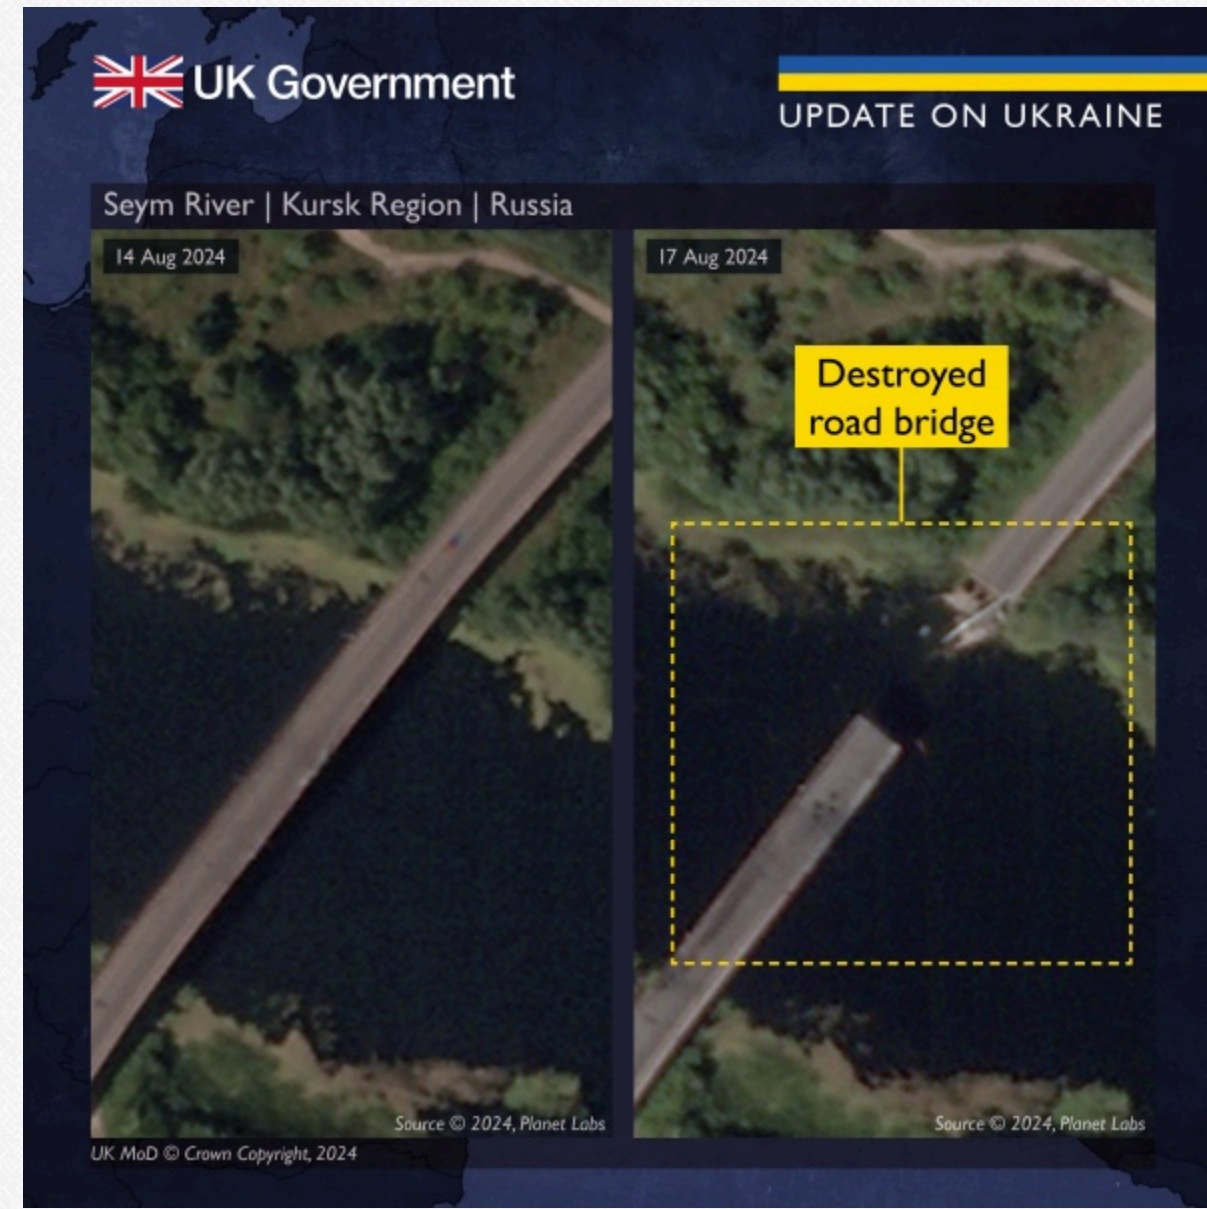 UK Government
UPDATE ON UKRAINE
Seym River | Kursk Region | Russia
14 Aug 2024
17 Aug 2024
Destroyed
road bridge
Source © 2024, Planet Labs
Source © 2024, Planet Labs
UK MoD © Crown Copyright, 2024